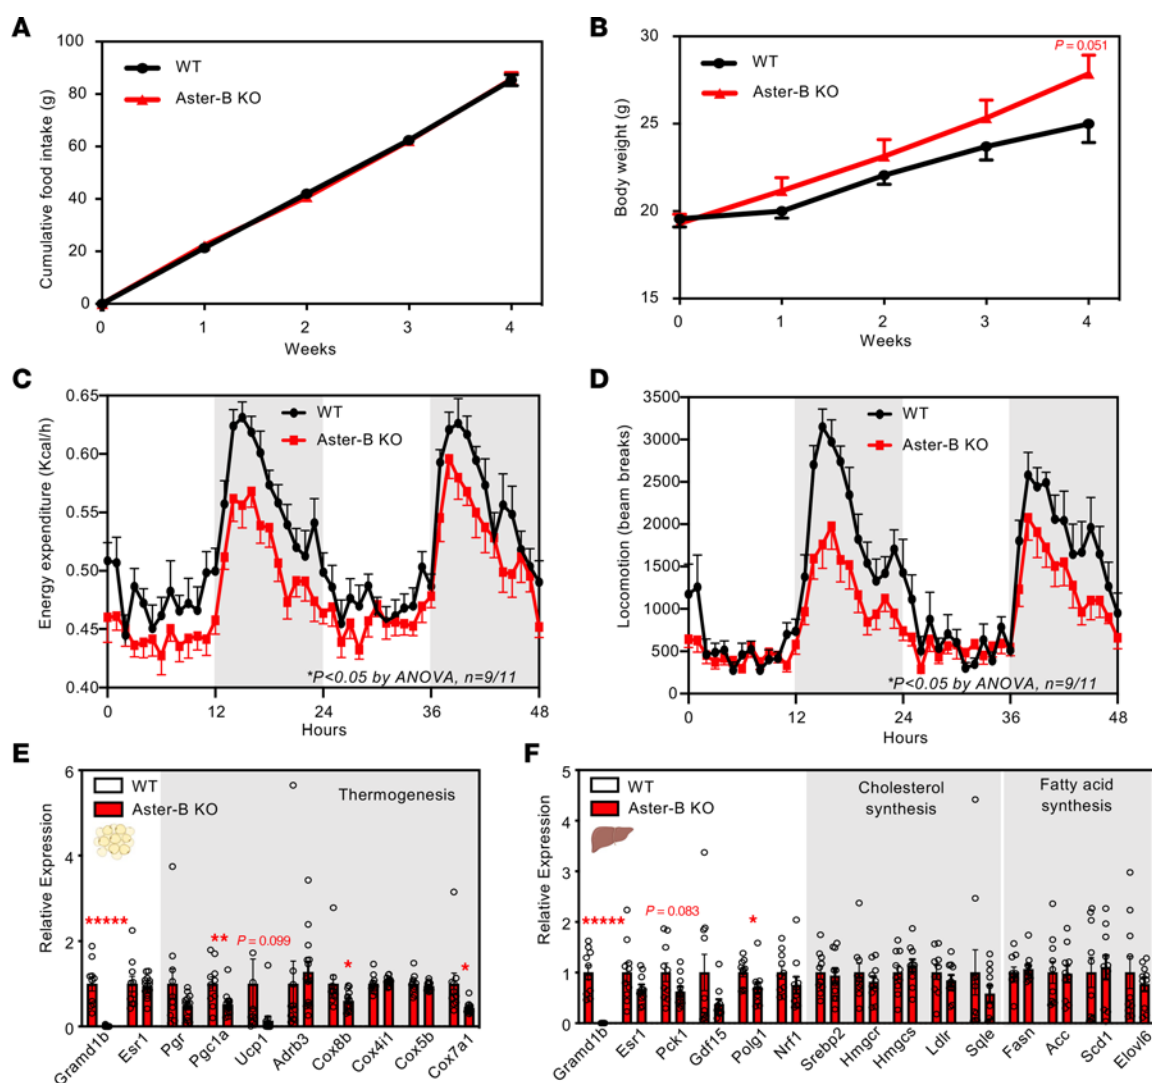 A
Cumulative food intake (g)
100
80
60
40
20
0
WT
Aster-B KO
0 1 2 3 4
Weeks
B
Body weight (g)
30
25
20
15
WT
Aster-B KO
P = 0.051
0 1 2 3 4
Weeks
C
Energy expenditure (Kcal/h)
0.65
0.60
0.55
0.50
0.45
0.40
WT
Aster-B KO
*P<0.05 by ANOVA, n=9/11
0 12 24 36 48
Hours
D
Locomotion (beam breaks)
3500
3000
2500
2000
1500
1000
500
0
WT
Aster-B KO
*P<0.05 by ANOVA, n=9/11
0 12 24 36 48
Hours
E
Relative Expression
6
4
2
0
WT
Aster-B KO
Thermogenesis
*****
**
P = 0.099
*
*
Gramd1b Esr1 Pgr Pgc1a Ucp1 Adrb3 Cox8b Cox4i1 Cox5b Cox7a1
F
Relative Expression
5
4
3
2
1
0
WT
Aster-B KO
Cholesterol
synthesis
Fatty acid
synthesis
*****
P = 0.083
*
Gramd1b Esr1 Pck1 Gdf15 Polg1 Nrf1 Srebp2 Hmgcr Hmgcs Ldlr Sqle Fasn Acc Scd1 Elovl6